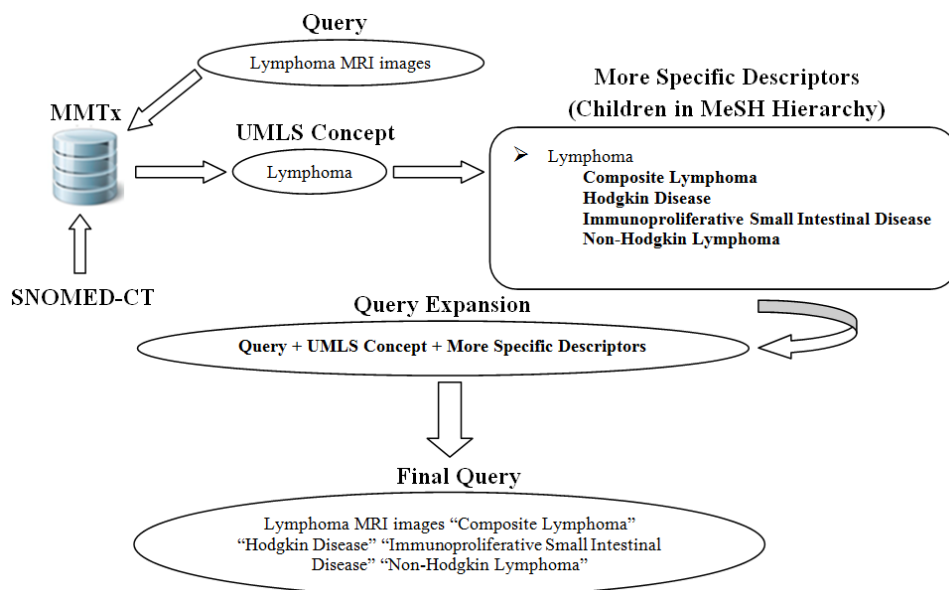 Query
Lymphoma MRI images
MMTx
UMLS Concept
Lymphoma
More Specific Descriptors
(Children in MeSH Hierarchy)
➢ Lymphoma
Composite Lymphoma
Hodgkin Disease
Immunoproliferative Small Intestinal Disease
Non-Hodgkin Lymphoma
SNOMED-CT
Query Expansion
Query + UMLS Concept + More Specific Descriptors
Final Query
Lymphoma MRI images “Composite Lymphoma”
“Hodgkin Disease” “Immunoproliferative Small Intestinal
Disease” “Non-Hodgkin Lymphoma”